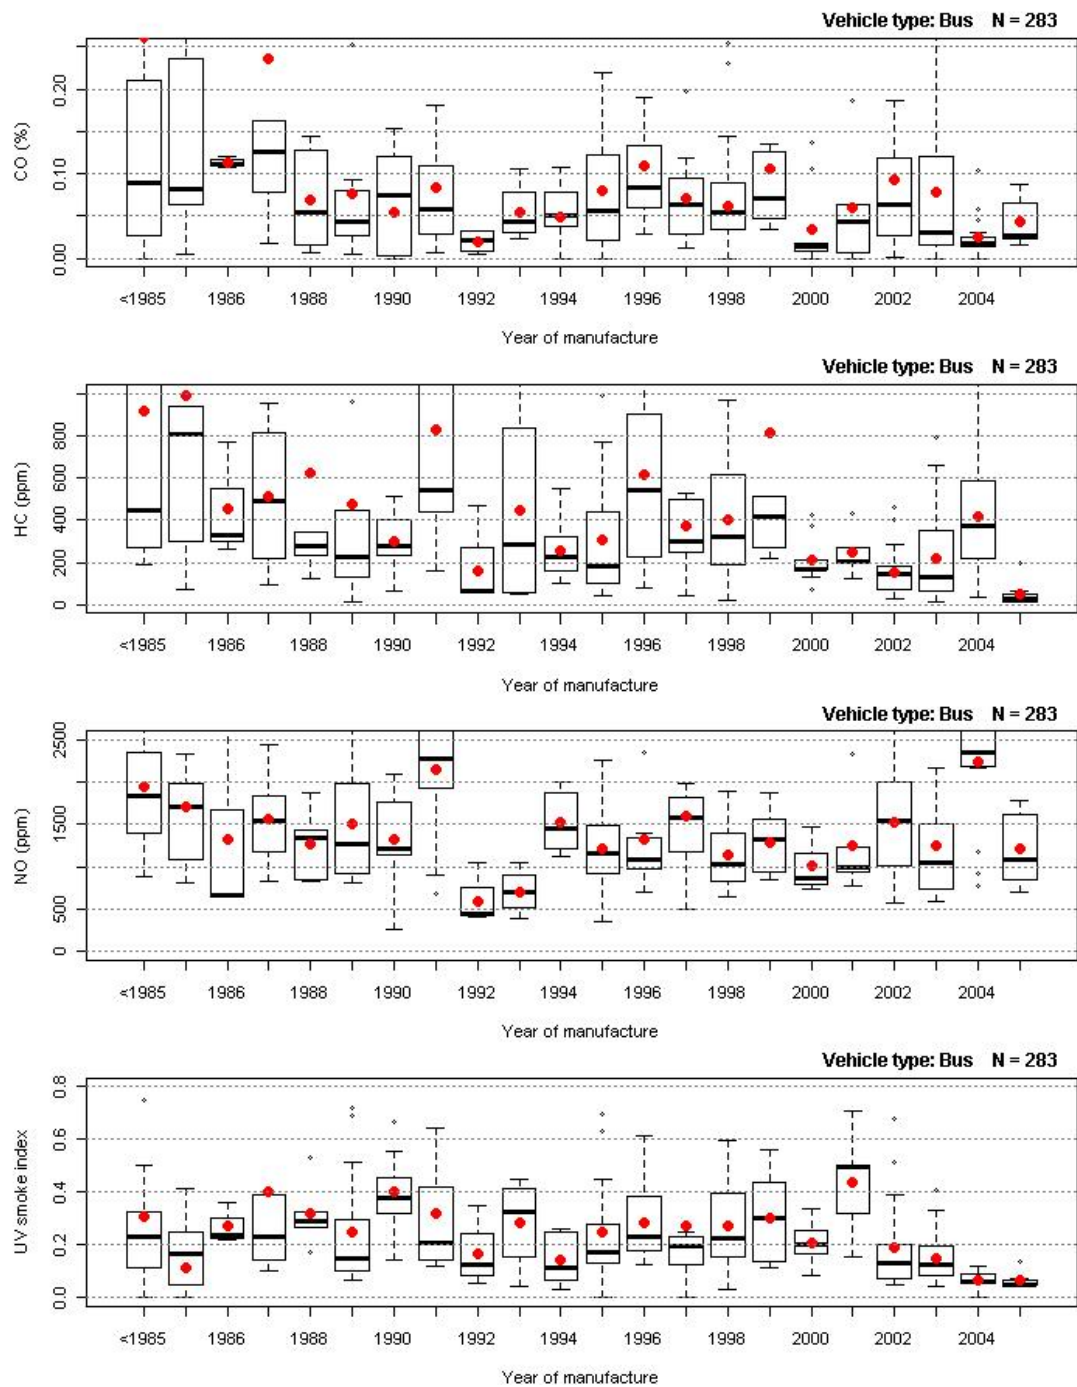 Vehicle type: Bus N = 283
CO (%)
0.20
0.10
0.00
<1985 1986 1988 1990 1992 1994 1996 1998 2000 2002 2004
Year of manufacture
Vehicle type: Bus N = 283
HC (ppm)
800
600
400
200
0
<1985 1986 1988 1990 1992 1994 1996 1998 2000 2002 2004
Year of manufacture
Vehicle type: Bus N = 283
NO (ppm)
2500
1500
500
0
<1985 1986 1988 1990 1992 1994 1996 1998 2000 2002 2004
Year of manufacture
Vehicle type: Bus N = 283
UV smoke index
0.8
0.6
0.4
0.2
0.0
<1985 1986 1988 1990 1992 1994 1996 1998 2000 2002 2004
Year of manufacture